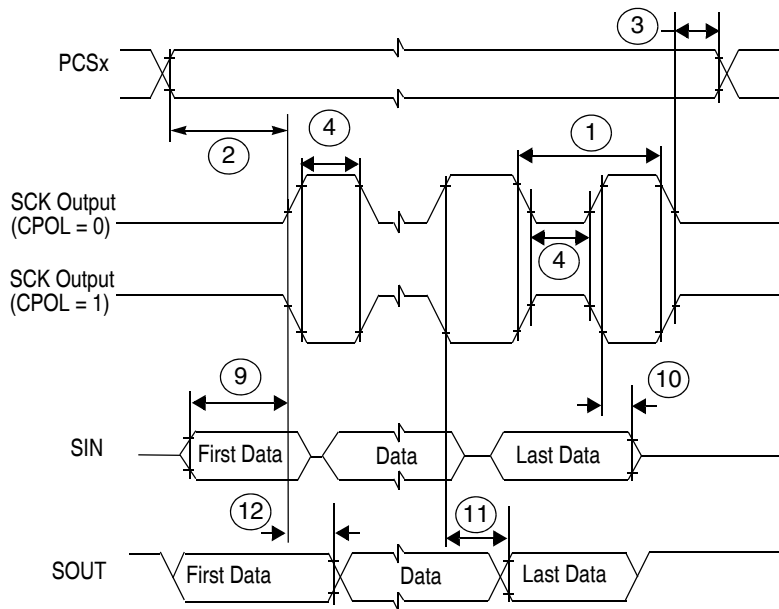 3
PCSx
2
4
1
SCK Output
(CPOL = 0)
4
SCK Output
(CPOL = 1)
9
10
SIN
First Data
Data
Last Data
12
11
SOUT
First Data
Data
Last Data